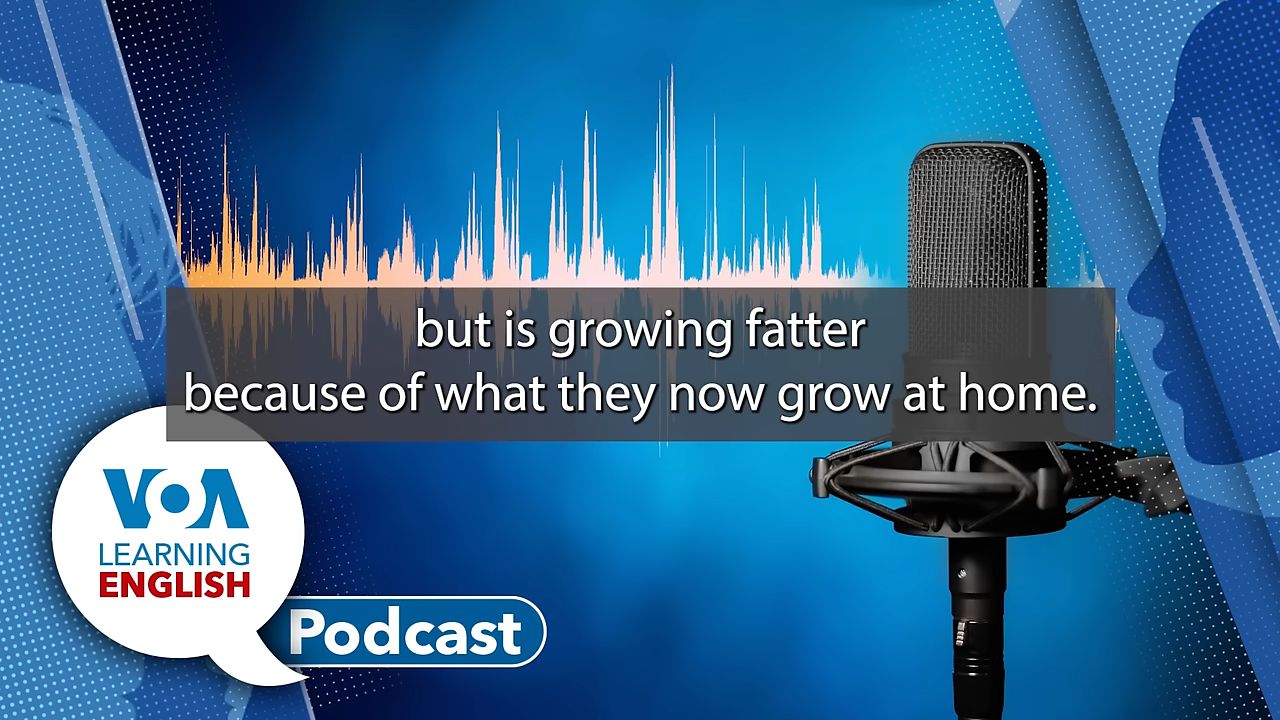 but is growing fatter
because of what they now grow at home.
VOA
LEARNING
ENGLISH
Podcast